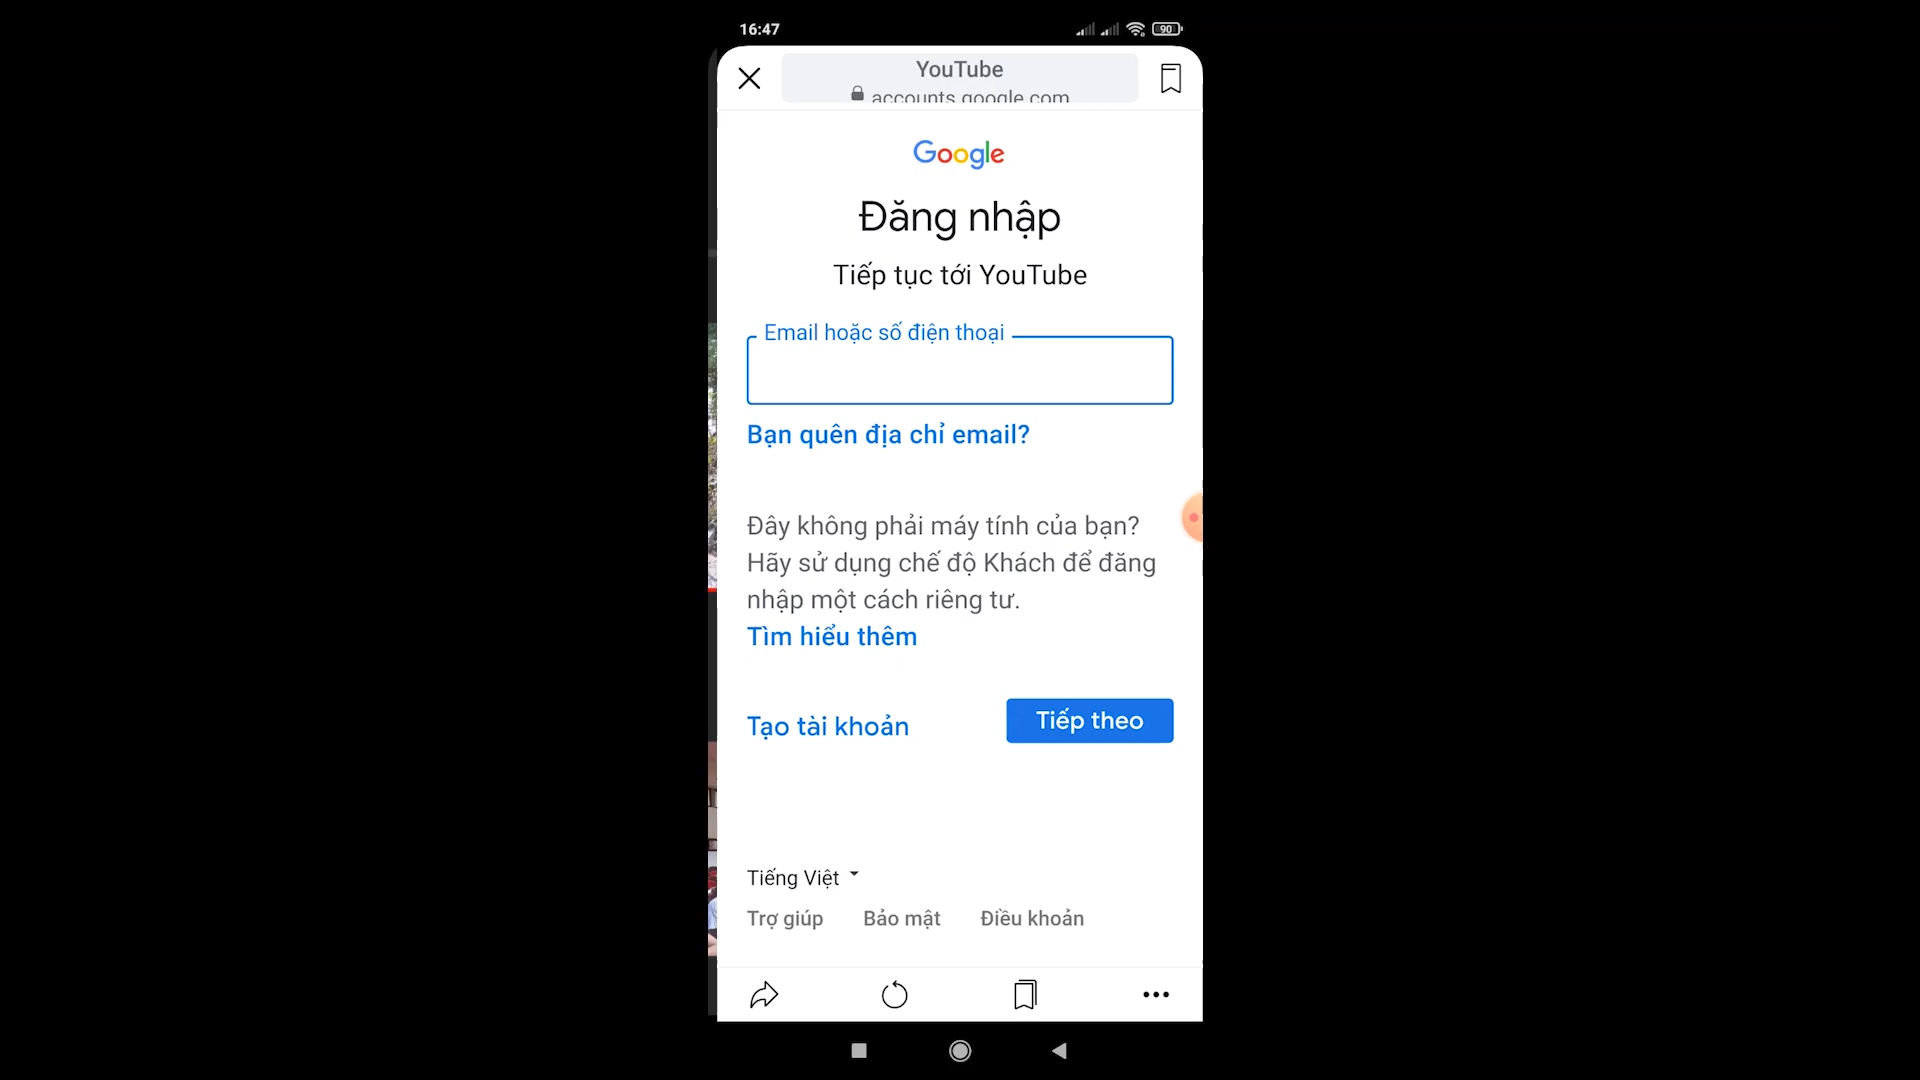 16:47
90
YouTube
accounts.google.com
Google
Đăng nhập
Tiếp tục tới YouTube
Email hoặc số điện thoại
Bạn quên địa chỉ email?
Đây không phải máy tính của bạn?
Hãy sử dụng chế độ Khách để đăng
nhập một cách riêng tư.
Tìm hiểu thêm
Tạo tài khoản
Tiếp theo
Tiếng Việt
Trợ giúp Bảo mật Điều khoản